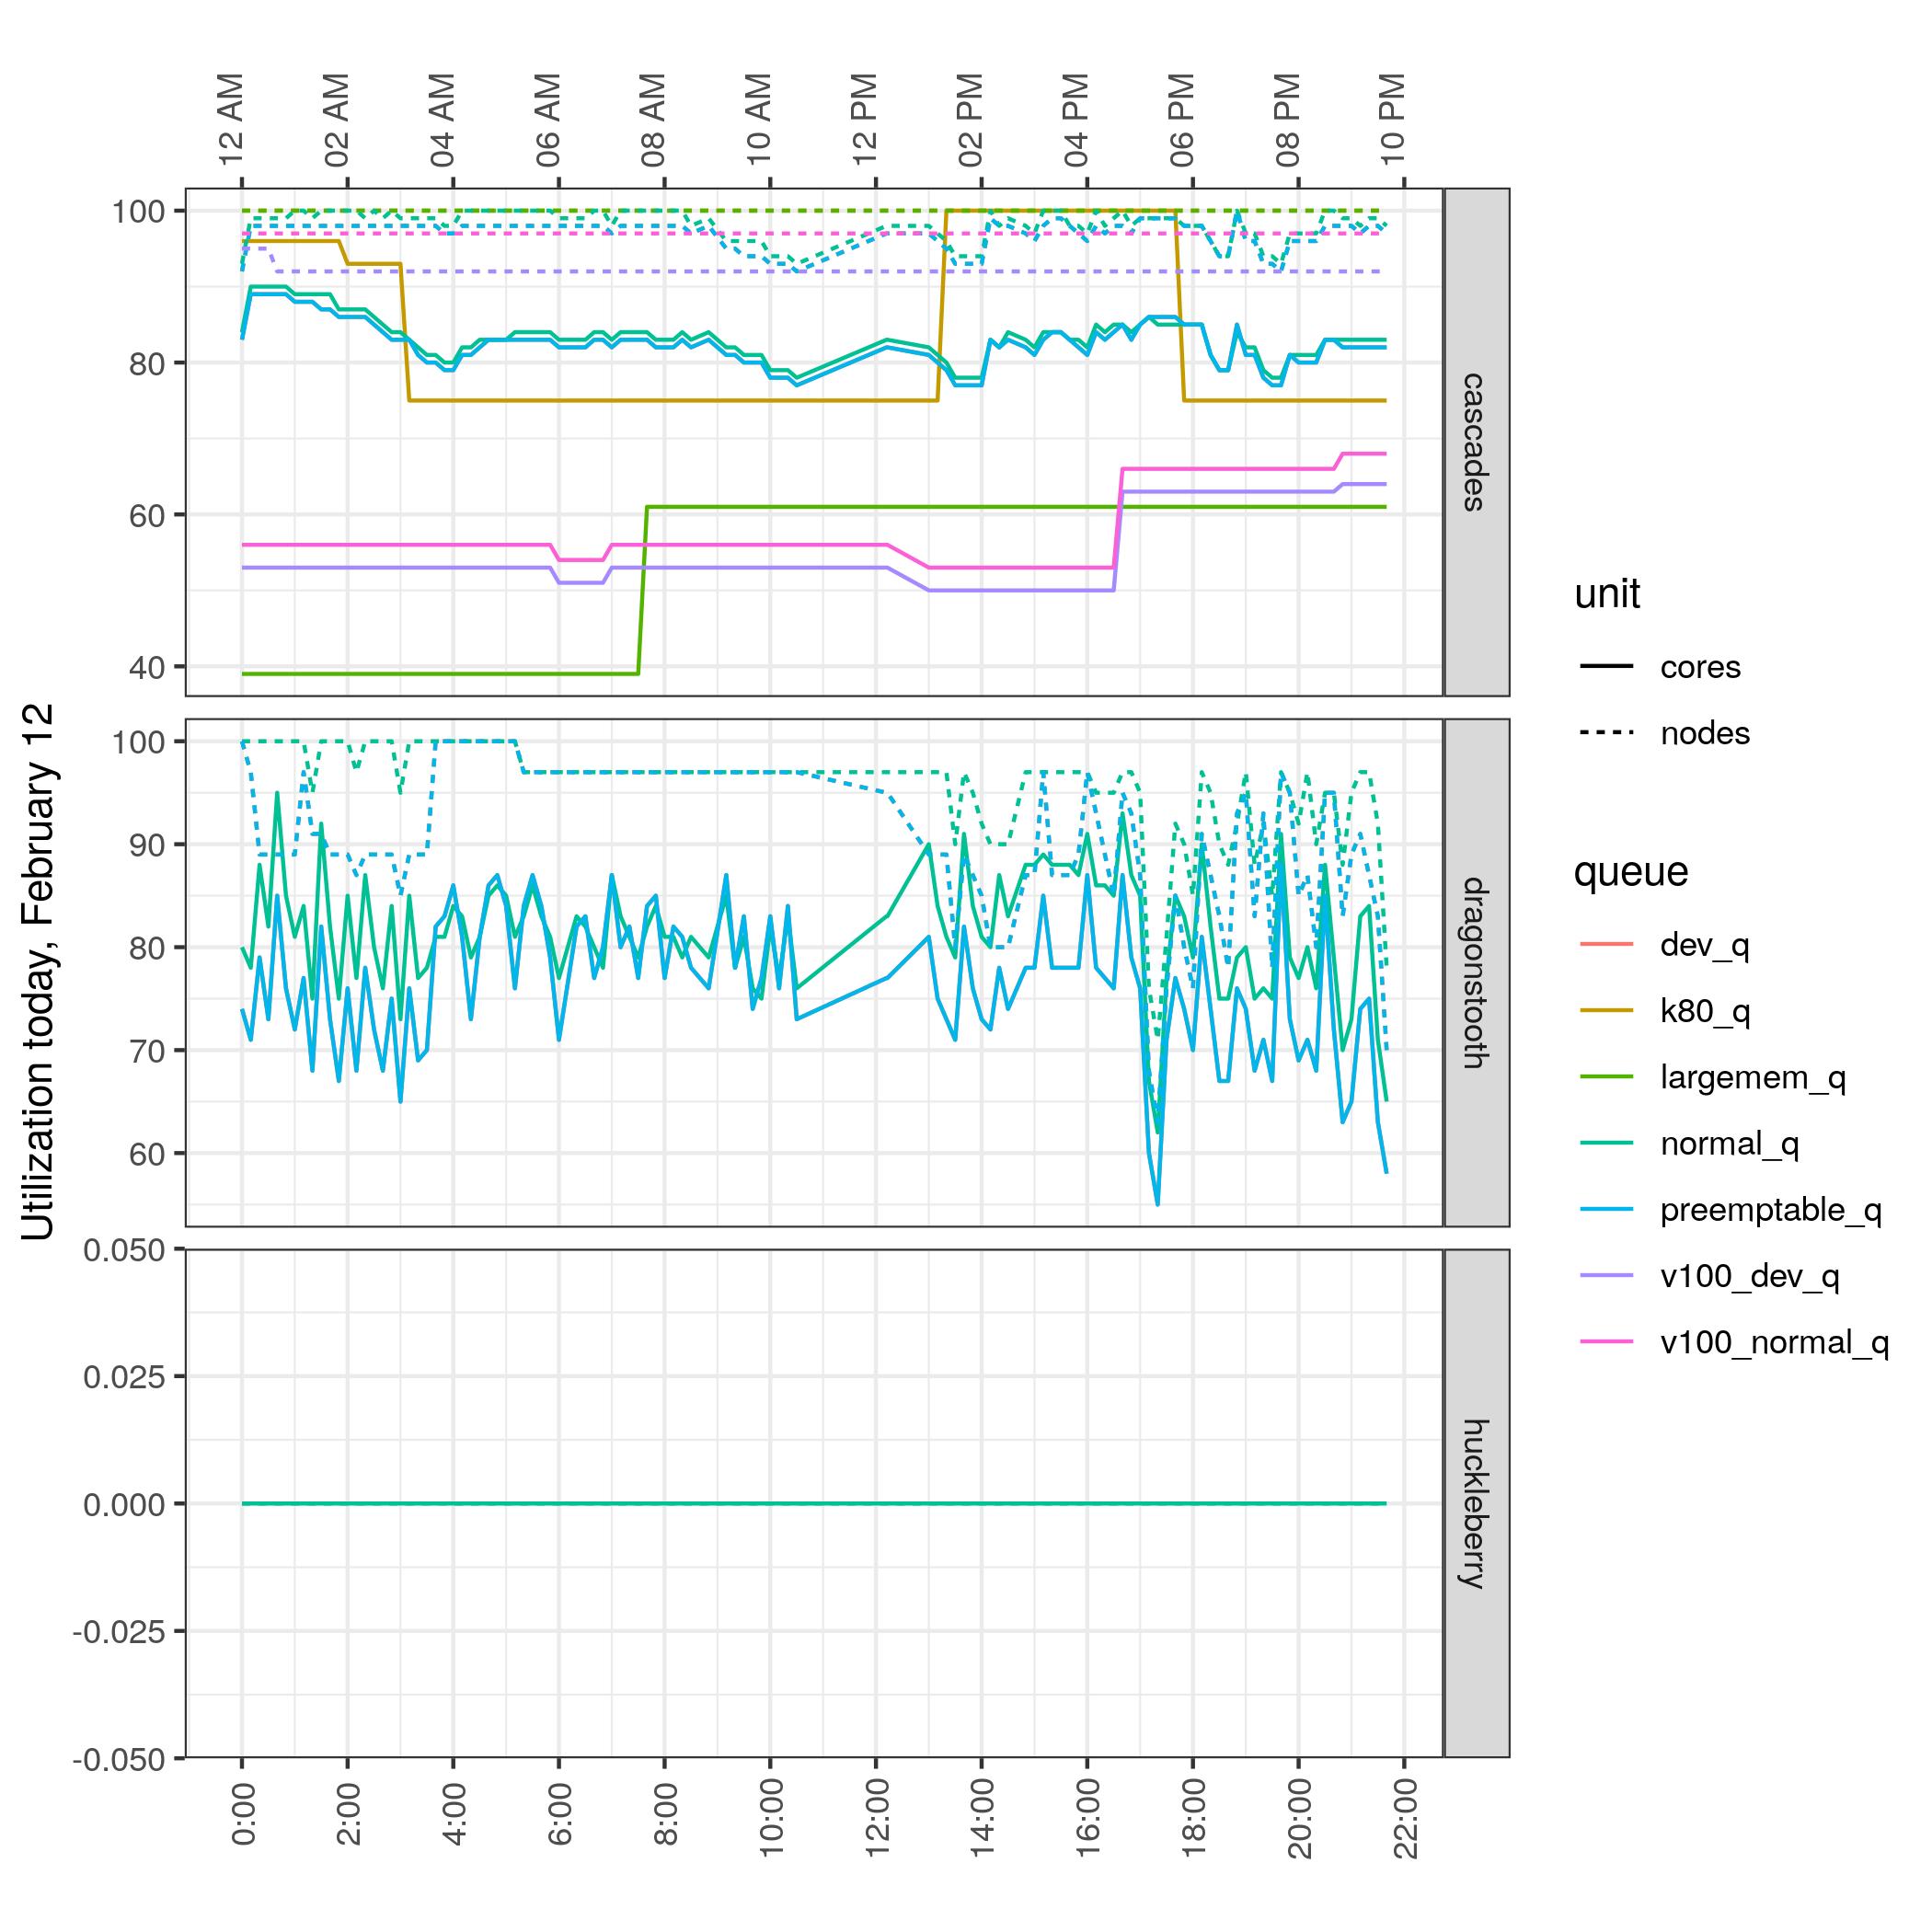 12 AM
02 AM
04 AM
06 AM
08 AM
10 AM
12 PM
02 PM
04 PM
06 PM
08 PM
10 PM
Utilization today, February 12
100
80
60
40
cascades
100
90
80
70
60
dragonstooth
0.050
0.025
0.000
-0.025
-0.050
huckleberry
0:00
2:00
4:00
6:00
8:00
10:00
12:00
14:00
16:00
18:00
20:00
22:00
unit
cores
nodes
queue
dev_q
k80_q
largemem_q
normal_q
preemptable_q
v100_dev_q
v100_normal_q